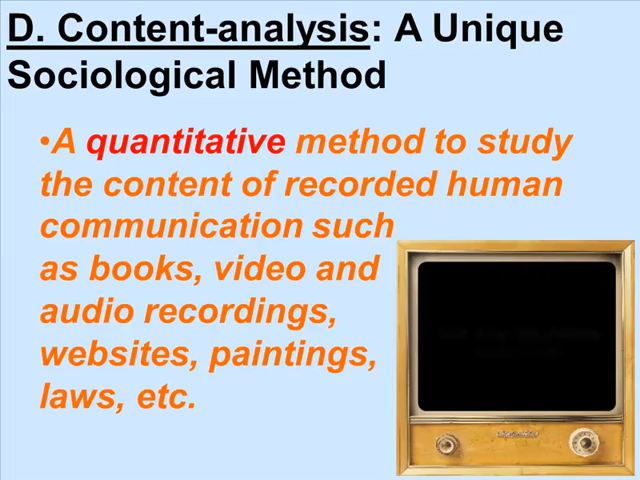 D. Content-analysis: A Unique
Sociological Method
•A quantitative method to study
the content of recorded human
communication such
as books, video and
audio recordings,
websites, paintings,
laws, etc.